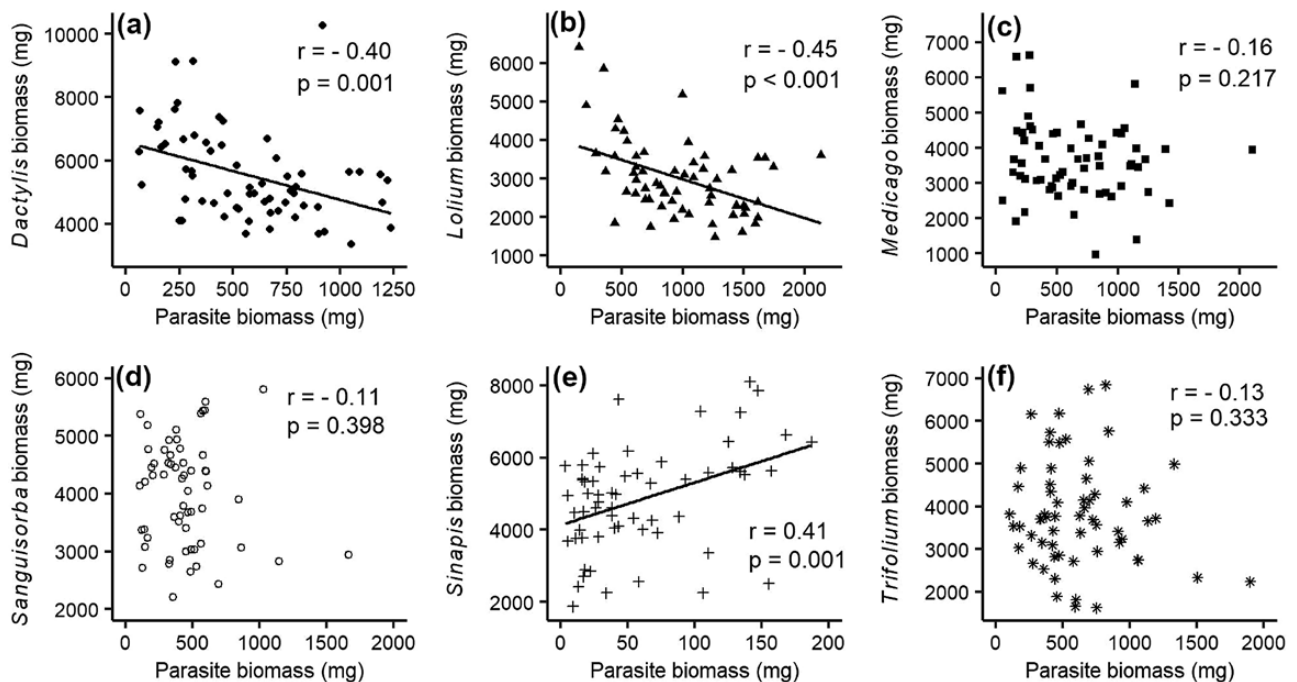 (a)
r = - 0.40
p = 0.001
Dactylis biomass (mg)
10000
8000
6000
4000
0 250 500 750 1000 1250
Parasite biomass (mg)
(b)
r = - 0.45
p < 0.001
Lolium biomass (mg)
7000
6000
5000
4000
3000
2000
1000
0 500 1000 1500 2000
Parasite biomass (mg)
(c)
r = - 0.16
p = 0.217
Medicago biomass (mg)
7000
6000
5000
4000
3000
2000
1000
0 500 1000 1500 2000
Parasite biomass (mg)
(d)
r = - 0.11
p = 0.398
Sanguisorba biomass (mg)
6000
5000
4000
3000
2000
0 500 1000 1500 2000
Parasite biomass (mg)
(e)
r = 0.41
p = 0.001
Sinapis biomass (mg)
8000
6000
4000
2000
0 50 100 150 200
Parasite biomass (mg)
(f)
r = - 0.13
p = 0.333
Trifolium biomass (mg)
7000
6000
5000
4000
3000
2000
0 500 1000 1500 2000
Parasite biomass (mg)